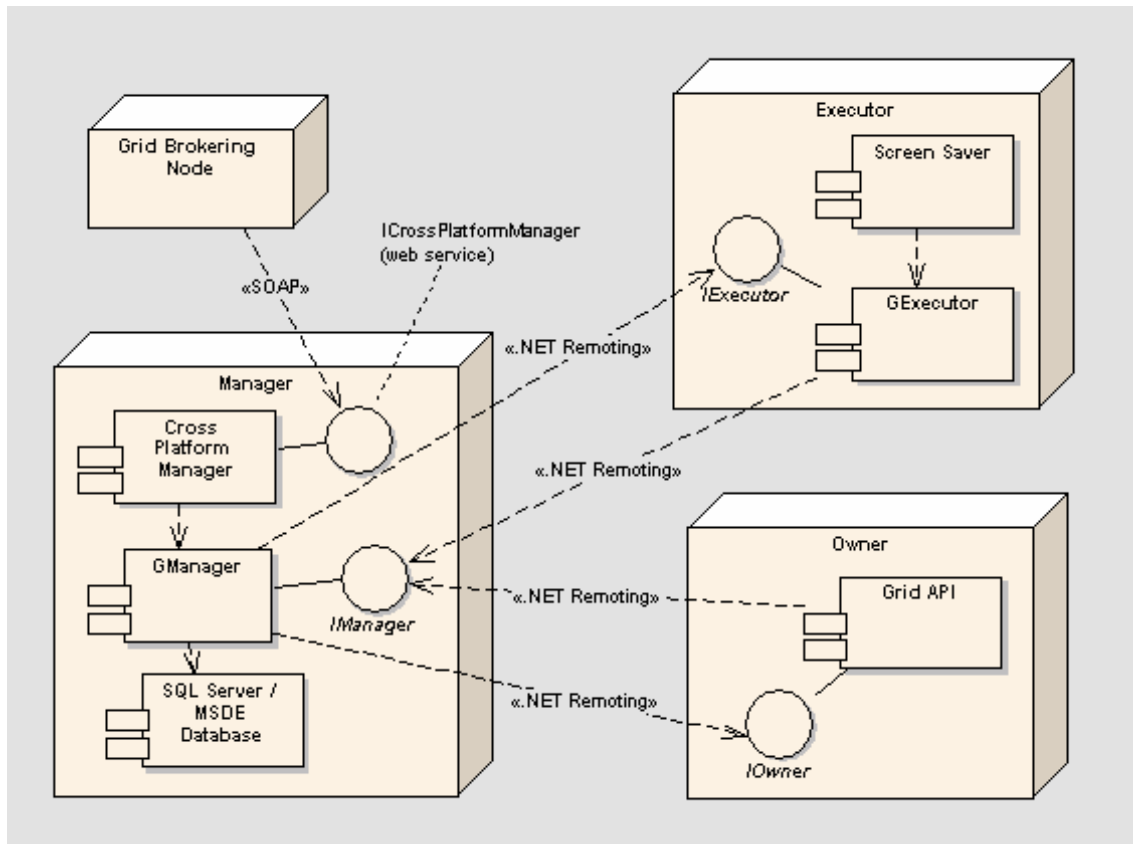 Grid Brokering
Node
ICrossPlatformManager
(web service)
«SOAP»
Manager
Cross
Platform
Manager
GManager
IManager
SQL Server /
MSDE
Database
Executor
Screen Saver
IExecutor
GExecutor
«.NET Remoting»
«.NET Remoting»
«.NET Remoting»
«.NET Remoting»
Owner
Grid API
IOwner